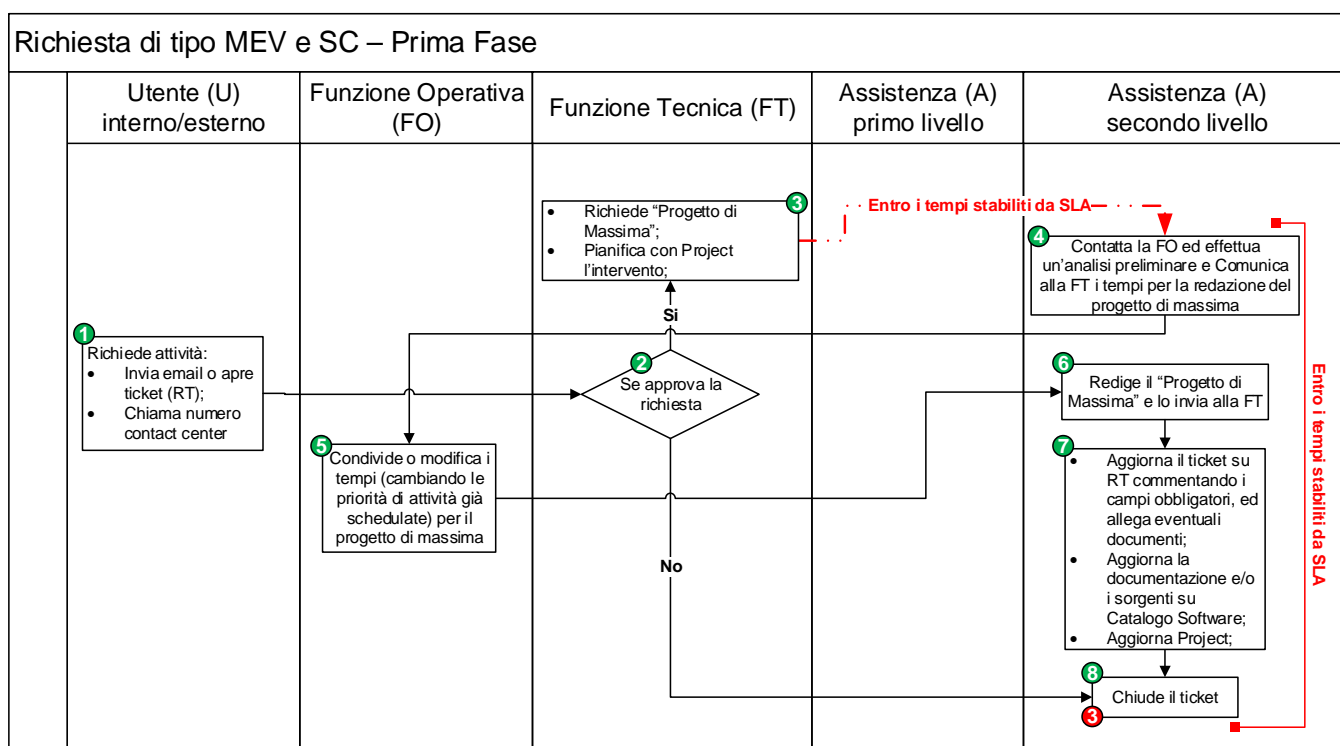 Richiesta di tipo MEV e SC – Prima Fase
Utente (U)
interno/esterno
Funzione Operativa
(FO)
Funzione Tecnica (FT)
Assistenza (A)
primo livello
Assistenza (A)
secondo livello
1
Richiede attività:
• Invia email o apre
ticket (RT);
• Chiama numero
contact center
2
Se approva la
richiesta
Si
No
3
• Richiede “Progetto di
Massima”;
• Pianifica con Project
l’intervento;
Entro i tempi stabiliti da SLA
4
Contatta la FO ed effettua
un’analisi preliminare e Comunica
alla FT i tempi per la redazione del
progetto di massima
5
Condivide o modifica i
tempi (cambiando le
priorità di attività già
schedulate) per il
progetto di massima
6
Redige il “Progetto di
Massima” e lo invia alla FT
7
• Aggiorna il ticket su
RT commentando i
campi obbligatori, ed
allega eventuali
documenti;
• Aggiorna la
documentazione e/o
i sorgenti su
Catalogo Software;
• Aggiorna Project;
8
Chiude il ticket
3
Entro i tempi stabiliti da SLA